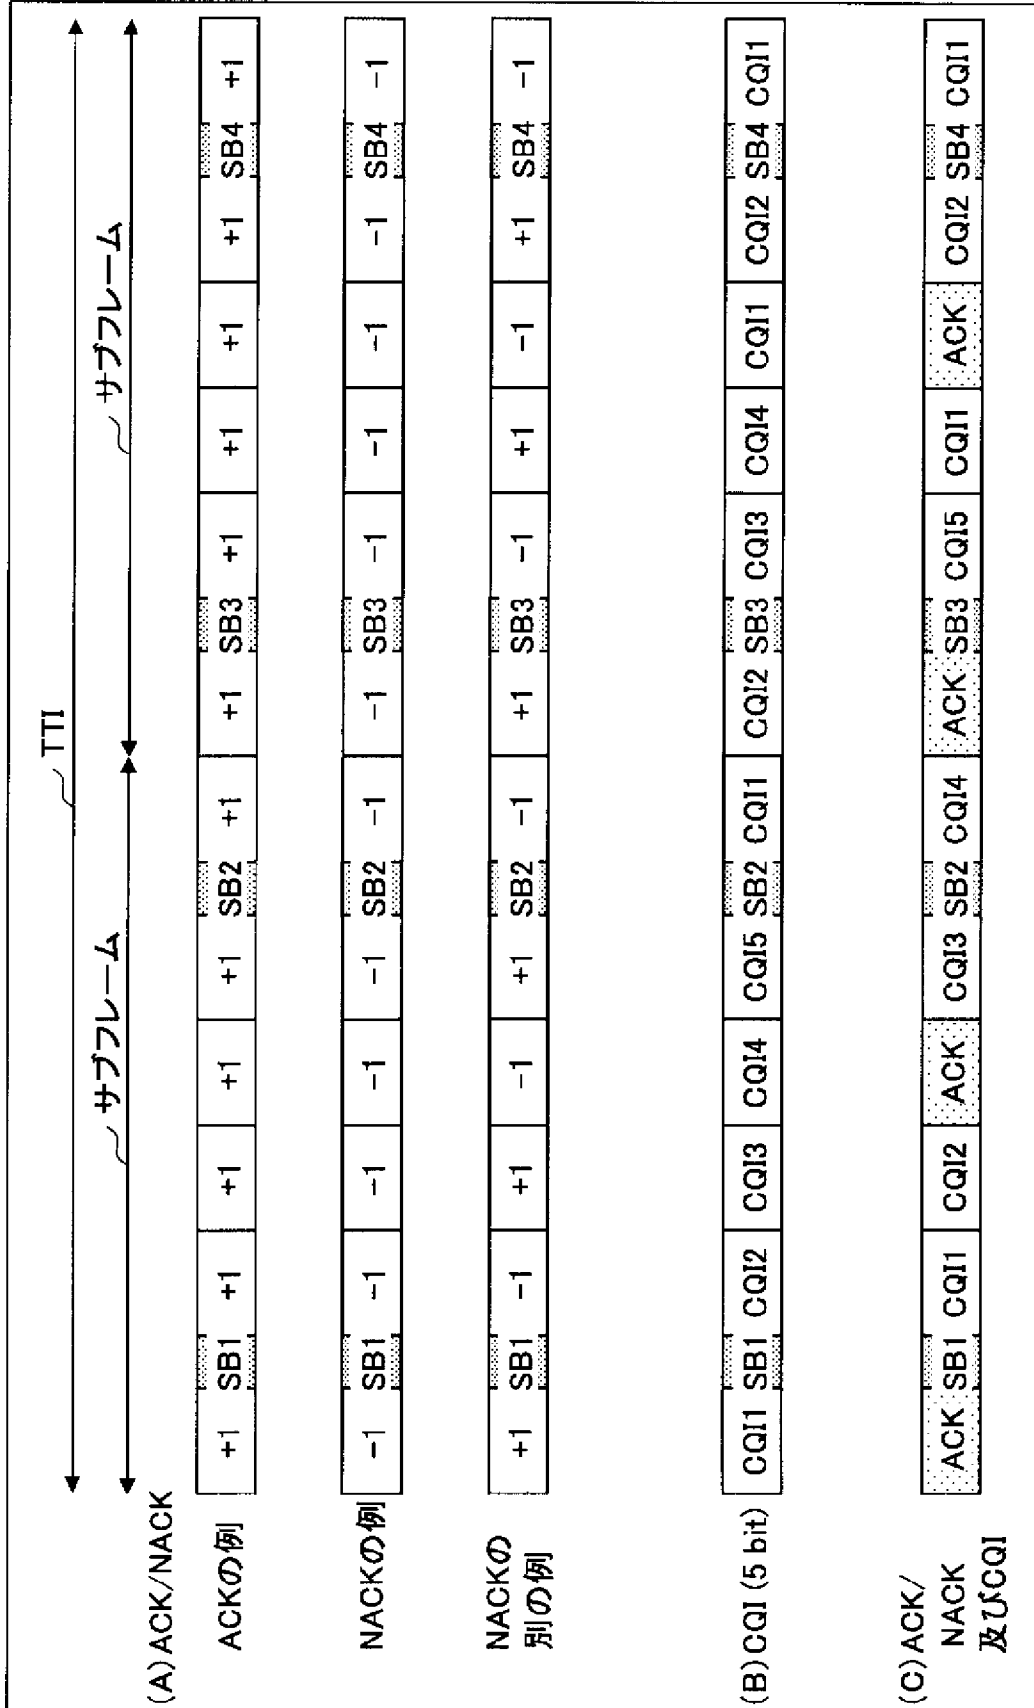 TTI
サブフレーム サブフレーム
(A)ACK/NACK
ACKの例 +1 SB1 +1 +1 +1 +1 SB2 +1 +1 SB3 +1 +1 +1 +1 SB4 +1
NACKの例 −1 SB1 −1 −1 −1 −1 SB2 −1 −1 SB3 −1 −1 −1 −1 SB4 −1
NACKの
別の例 +1 SB1 −1 +1 −1 +1 SB2 −1 +1 SB3 −1 +1 −1 +1 SB4 −1
(B)CQI (5 bit) CQI1 SB1 CQI2 CQI3 CQI4 CQI5 SB2 CQI1 CQI2 SB3 CQI3 CQI4 CQI1 CQI2 SB4 CQI1
(C)ACK/
NACK ACK SB1 CQI1 CQI2 ACK CQI3 SB2 CQI4 ACK SB3 CQI5 CQI1 ACK CQI2 SB4 CQI1
及びCQI